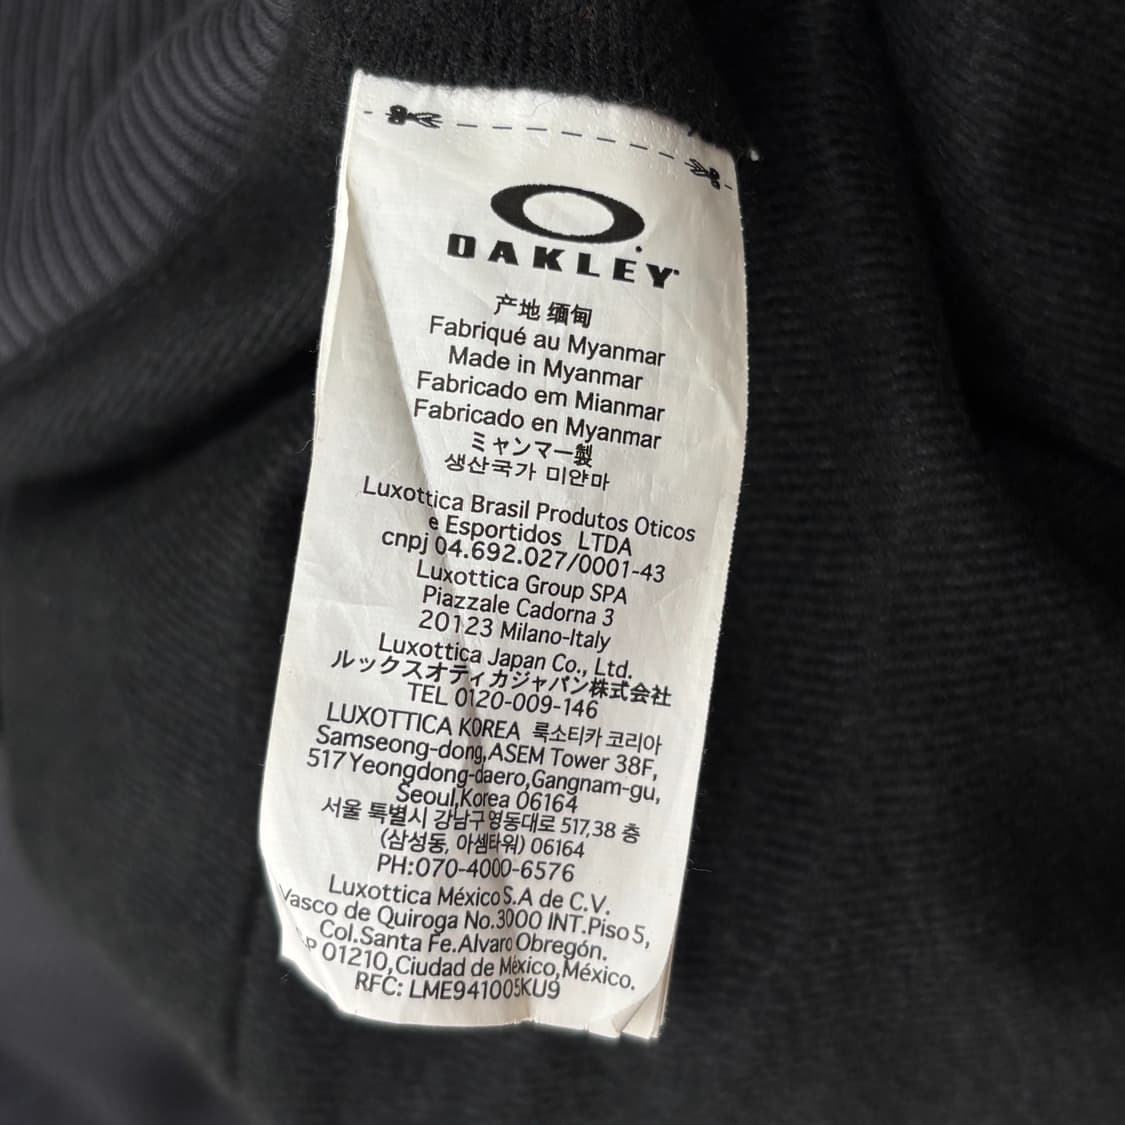 OAKLEY
产地 缅甸
Fabriqué au Myanmar
Made in Myanmar
Fabricado em Mianmar
Fabricado en Myanmar
ミャンマー製
생산국가 미얀마
Luxottica Brasil Produtos Oticos
e Esportidos LTDA
cnpj 04.692.027/0001-43
Luxottica Group SPA
Piazzale Cadorna 3
20123 Milano-Italy
Luxottica Japan Co., Ltd.
ルックスオティカジャパン株式会社
TEL 0120-009-146
LUXOTTICA KOREA 룩소티카 코리아
Samseong-dong,ASEM Tower 38F,
517Yeongdong-daero,Gangnam-gu,
Seoul,Korea 06164
서울 특별시 강남구 영동대로 517,38 층
(삼성동, 아셈타워) 06164
PH:070-4000-6576
Luxottica México S.A de C.V.
Vasco de Quiroga No.3000 INT.Piso 5,
Col.Santa Fe.Alvaro Obregón.
01210,Ciudad de México,México.
RFC: LME941005KU9